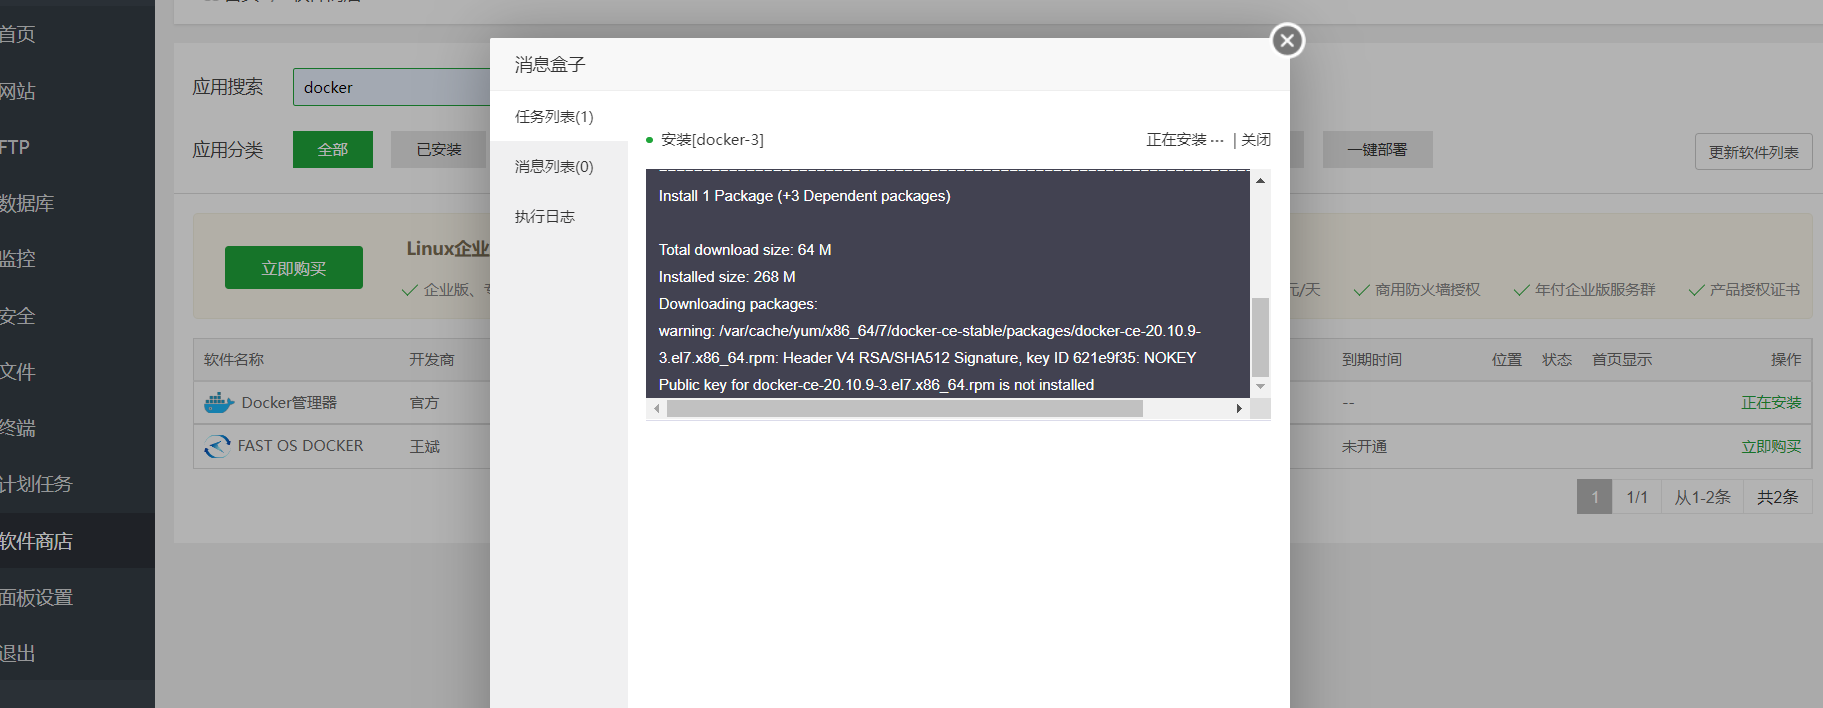 首页
网站
FTP
数据库
监控
安全
文件
终端
计划任务
软件商店
面板设置
退出
应用搜索
docker
应用分类
全部
已安装
一键部署
更新软件列表
立即购买
Linux企业
企业版、
元/天
商用防火墙授权
年付企业版服务群
产品授权证书
软件名称
开发商
到期时间
位置
状态
首页显示
操作
Docker管理器
官方
--
正在安装
FAST OS DOCKER
王斌
未开通
立即购买
1
1/1
从1-2条
共2条
消息盒子
任务列表(1)
消息列表(0)
执行日志
安装[docker-3]
正在安装 ··· | 关闭
Install 1 Package (+3 Dependent packages)
Total download size: 64 M
Installed size: 268 M
Downloading packages:
warning: /var/cache/yum/x86_64/7/docker-ce-stable/packages/docker-ce-20.10.9-
3.el7.x86_64.rpm: Header V4 RSA/SHA512 Signature, key ID 621e9f35: NOKEY
Public key for docker-ce-20.10.9-3.el7.x86_64.rpm is not installed